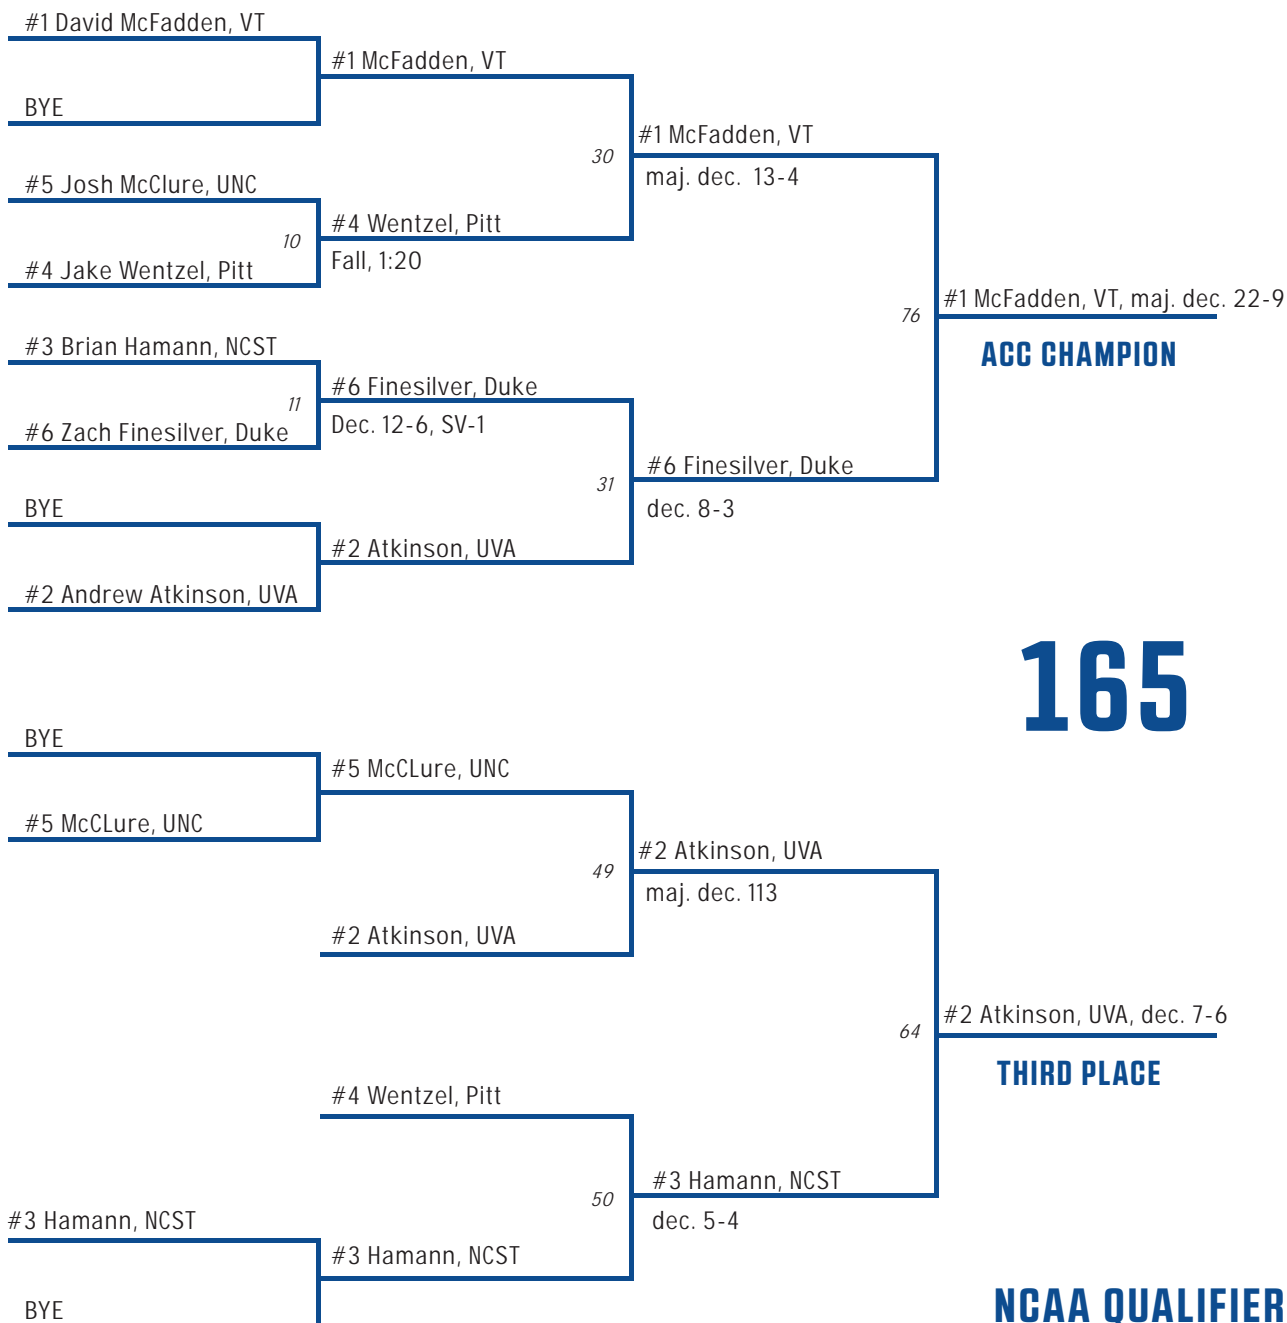 #1 David McFadden, VT
#1 McFadden, VT
BYE
#1 McFadden, VT
30
maj. dec. 13-4
#5 Josh McClure, UNC
#4 Wentzel, Pitt
10
Fall, 1:20
#4 Jake Wentzel, Pitt
#1 McFadden, VT, maj. dec. 22-9
76
ACC CHAMPION
#3 Brian Hamann, NCST
#6 Finesilver, Duke
11
Dec. 12-6, SV-1
#6 Zach Finesilver, Duke
#6 Finesilver, Duke
31
dec. 8-3
BYE
#2 Atkinson, UVA
#2 Andrew Atkinson, UVA
165
BYE
#5 McCLure, UNC
#5 McCLure, UNC
#2 Atkinson, UVA
49
maj. dec. 113
#2 Atkinson, UVA
#2 Atkinson, UVA, dec. 7-6
64
THIRD PLACE
#4 Wentzel, Pitt
#3 Hamann, NCST
50
dec. 5-4
#3 Hamann, NCST
#3 Hamann, NCST
BYE
NCAA QUALIFIER